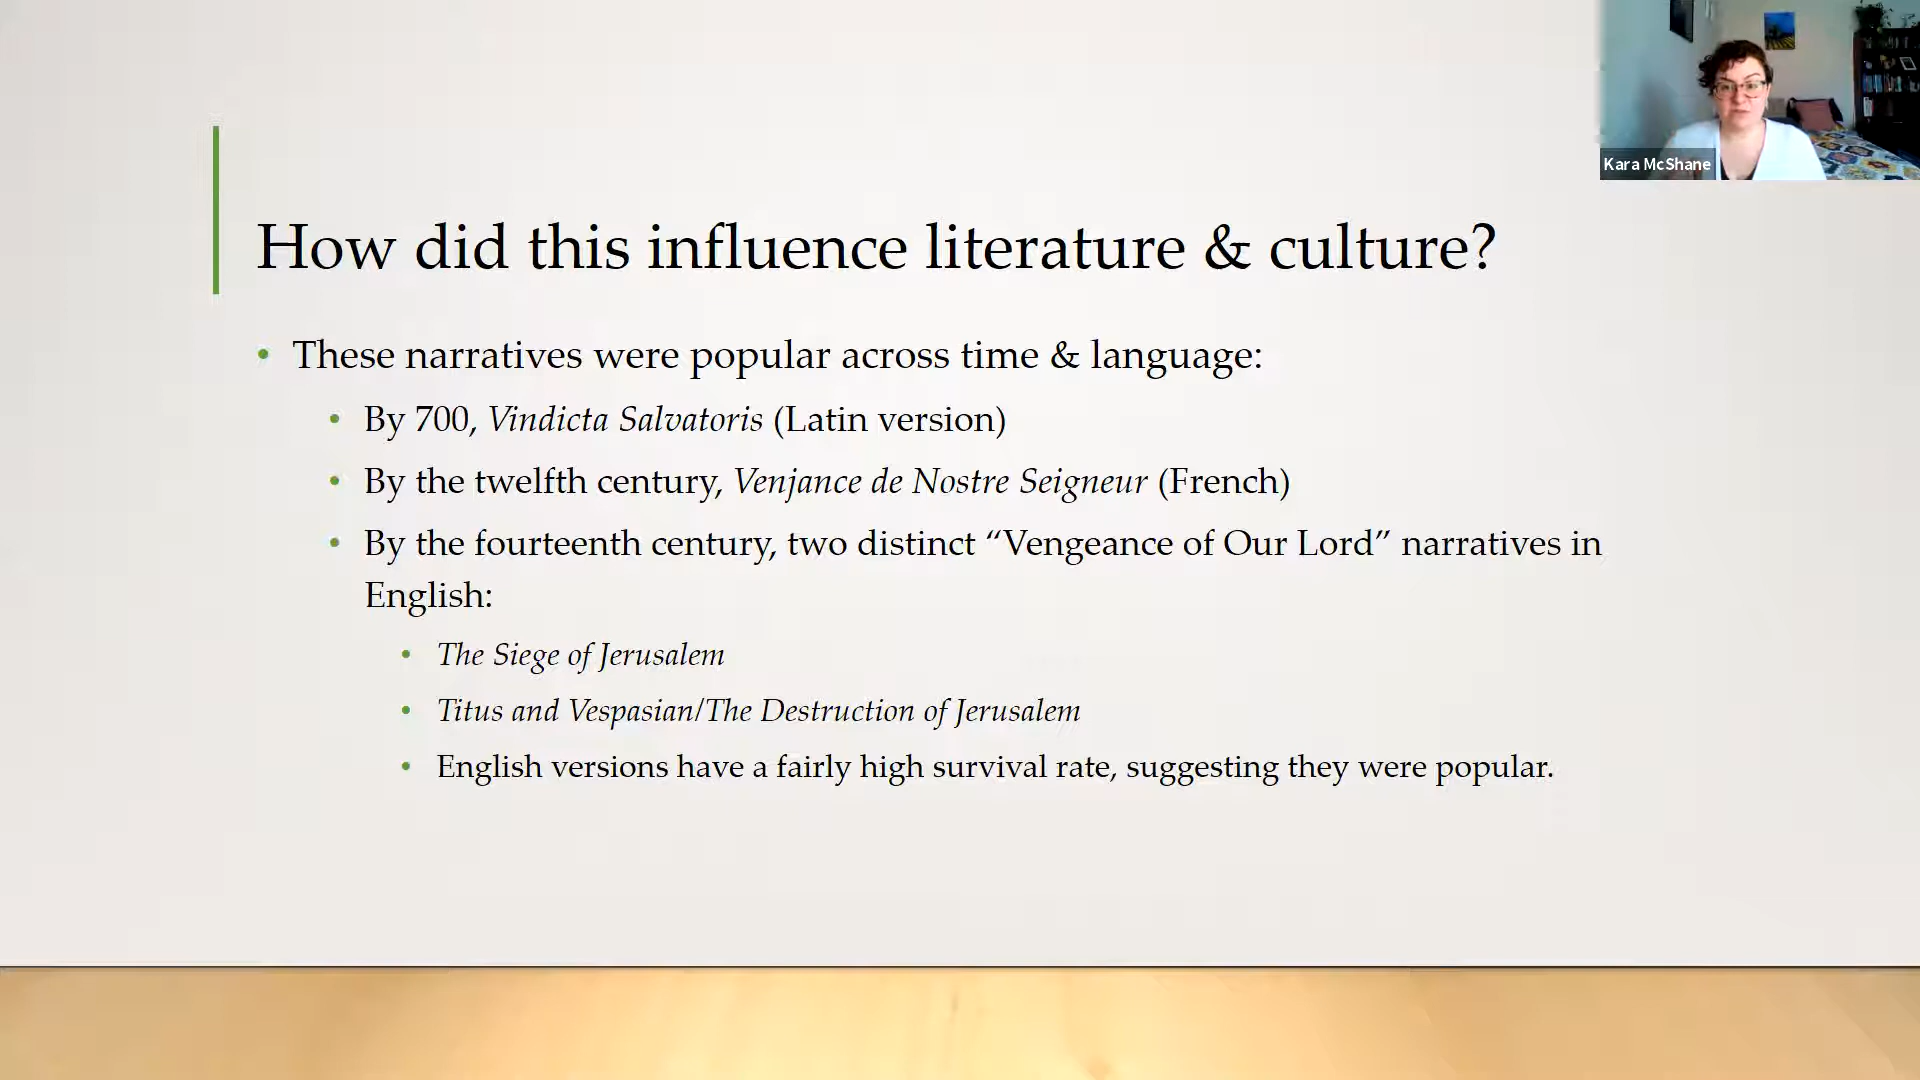 Kara McShane
How did this influence literature & culture?
• These narratives were popular across time & language:
• By 700, Vindicta Salvatoris (Latin version)
• By the twelfth century, Venjance de Nostre Seigneur (French)
• By the fourteenth century, two distinct “Vengeance of Our Lord” narratives in
English:
• The Siege of Jerusalem
• Titus and Vespasian/The Destruction of Jerusalem
• English versions have a fairly high survival rate, suggesting they were popular.